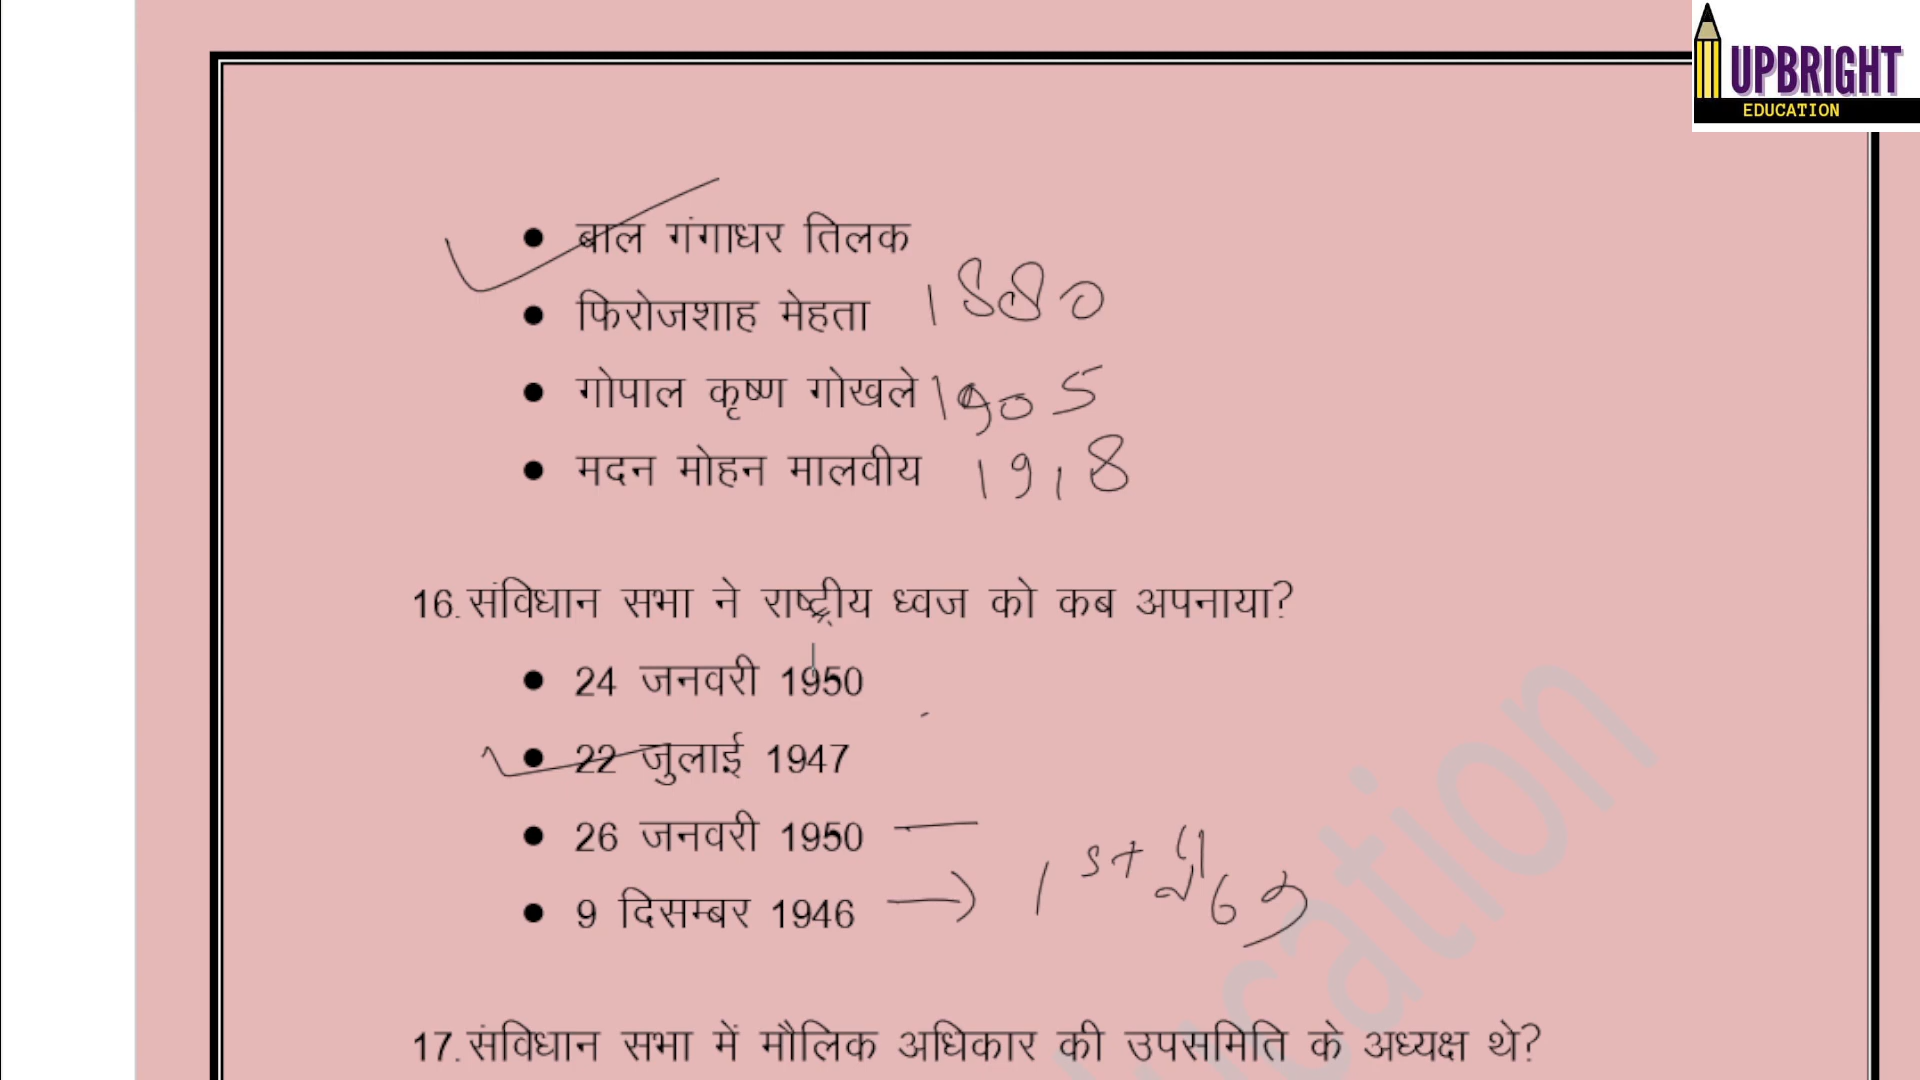 UPBRIGHT
EDUCATION
● बाल गंगाधर तिलक
● फिरोजशाह मेहता 1880
● गोपाल कृष्ण गोखले 1905
● मदन मोहन मालवीय 1918
16.संविधान सभा ने राष्ट्रीय ध्वज को कब अपनाया?
● 24 जनवरी 1950
● 22 जुलाई 1947
● 26 जनवरी 1950
● 9 दिसम्बर 1946 1st
17.संविधान सभा में मौलिक अधिकार की उपसमिति के अध्यक्ष थे?